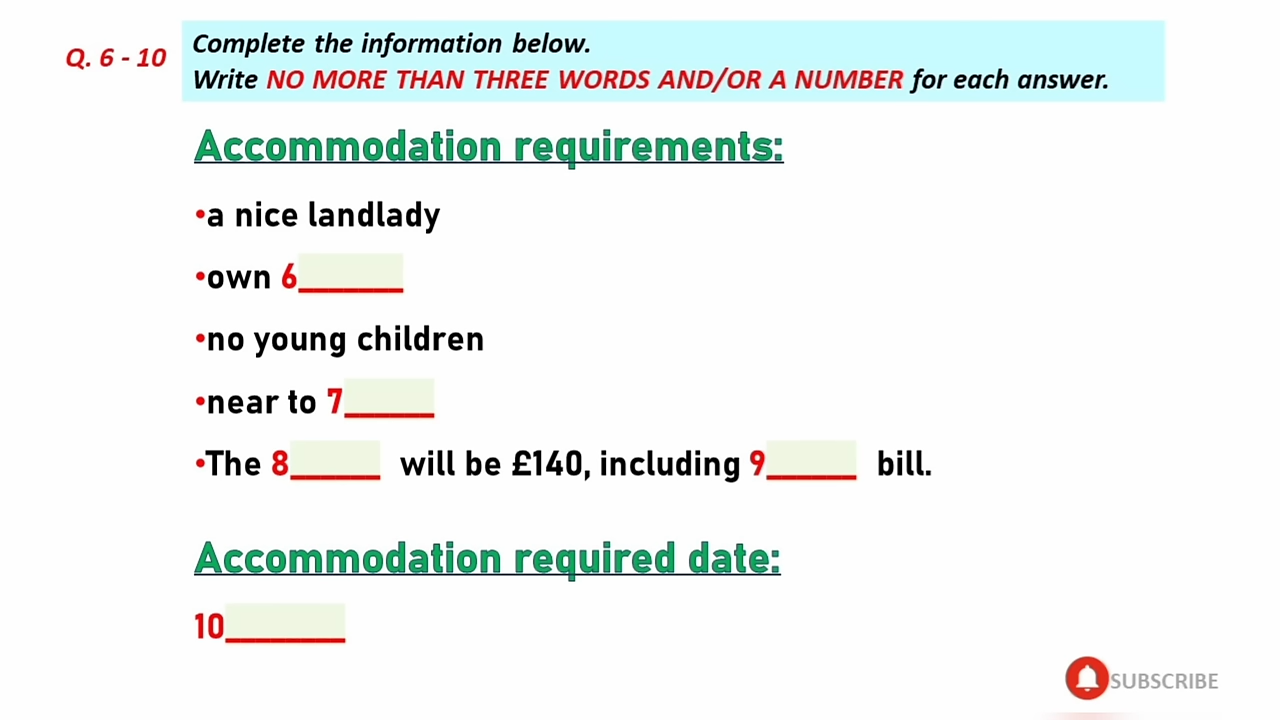 Q. 6 - 10
Complete the information below.
Write NO MORE THAN THREE WORDS AND/OR A NUMBER for each answer.
Accommodation requirements:
•a nice landlady
•own 6_______
•no young children
•near to 7______
•The 8______ will be £140, including 9______ bill.
Accommodation required date:
10________
SUBSCRIBE